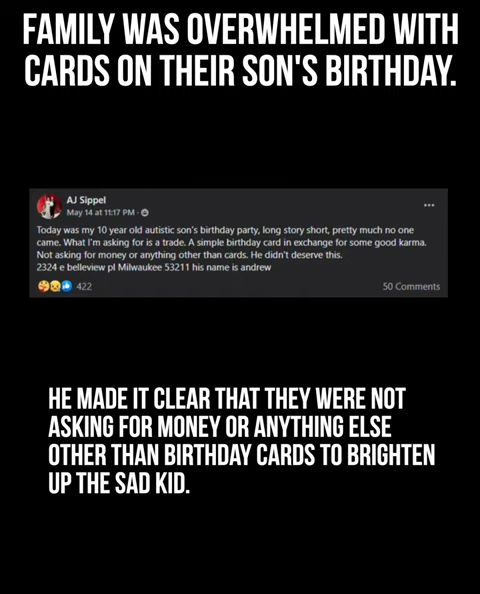 FAMILY WAS OVERWHELMED WITH
CARDS ON THEIR SON'S BIRTHDAY.
AJ Sippel
May 14 at 11:17 PM ·
Today was my 10 year old autistic son's birthday party, long story short, pretty much no one
came. What I'm asking for is a trade. A simple birthday card in exchange for some good karma.
Not asking for money or anything other than cards. He didn't deserve this.
2324 e belleview pl Milwaukee 53211 his name is andrew
422 50 Comments
HE MADE IT CLEAR THAT THEY WERE NOT
ASKING FOR MONEY OR ANYTHING ELSE
OTHER THAN BIRTHDAY CARDS TO BRIGHTEN
UP THE SAD KID.